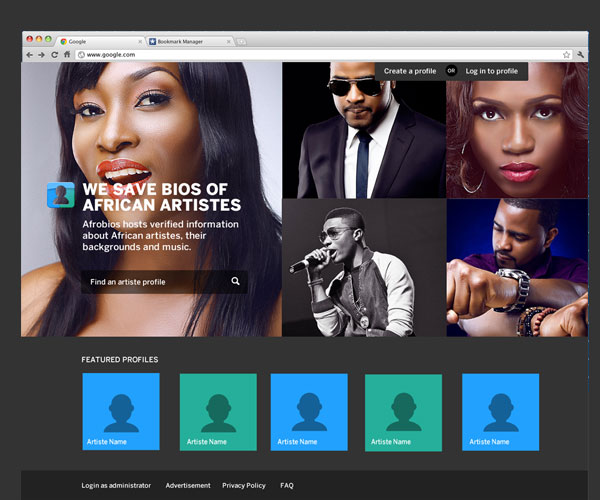 Google
Bookmark Manager
www.google.com
Create a profile OR Log in to profile
WE SAVE BIOS OF
AFRICAN ARTISTES
Afrobios hosts verified information
about African artistes, their
backgrounds and music.
Find an artiste profile
FEATURED PROFILES
Artiste Name Artiste Name Artiste Name Artiste Name Artiste Name
Login as administrator Advertisement Privacy Policy FAQ